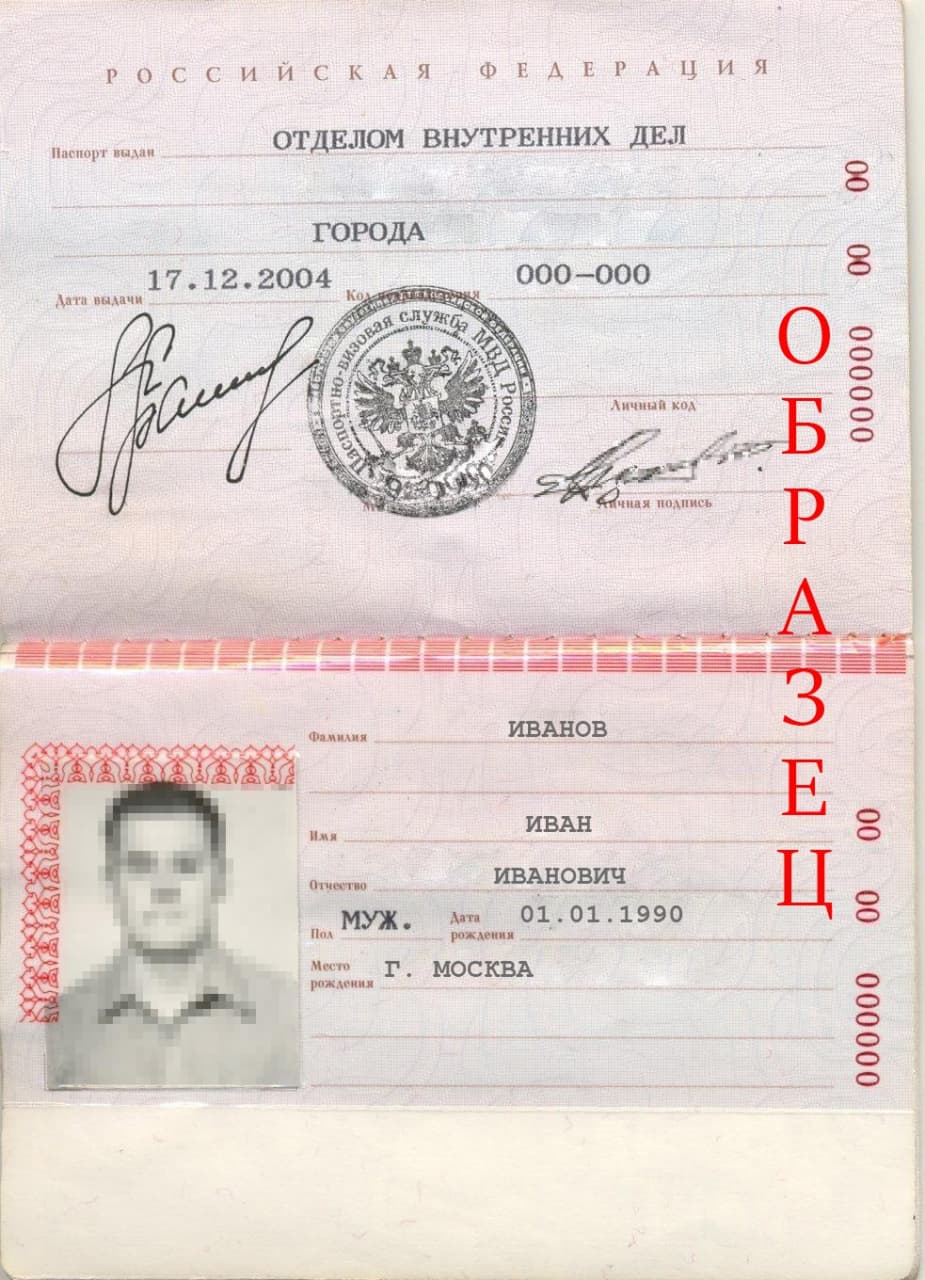 РОССИЙСКАЯ ФЕДЕРАЦИЯ
Паспорт выдан ОТДЕЛОМ ВНУТРЕННИХ ДЕЛ
ГОРОДА
Дата выдачи 17.12.2004 Код 000-000
Паспортно-визовая служба МВД России
Личный код
Личная подпись
00 00 000000
ОБРАЗЕЦ
Фамилия ИВАНОВ
Имя ИВАН
Отчество ИВАНОВИЧ
Пол МУЖ. Дата рождения 01.01.1990
Место рождения Г. МОСКВА
00 00 000000